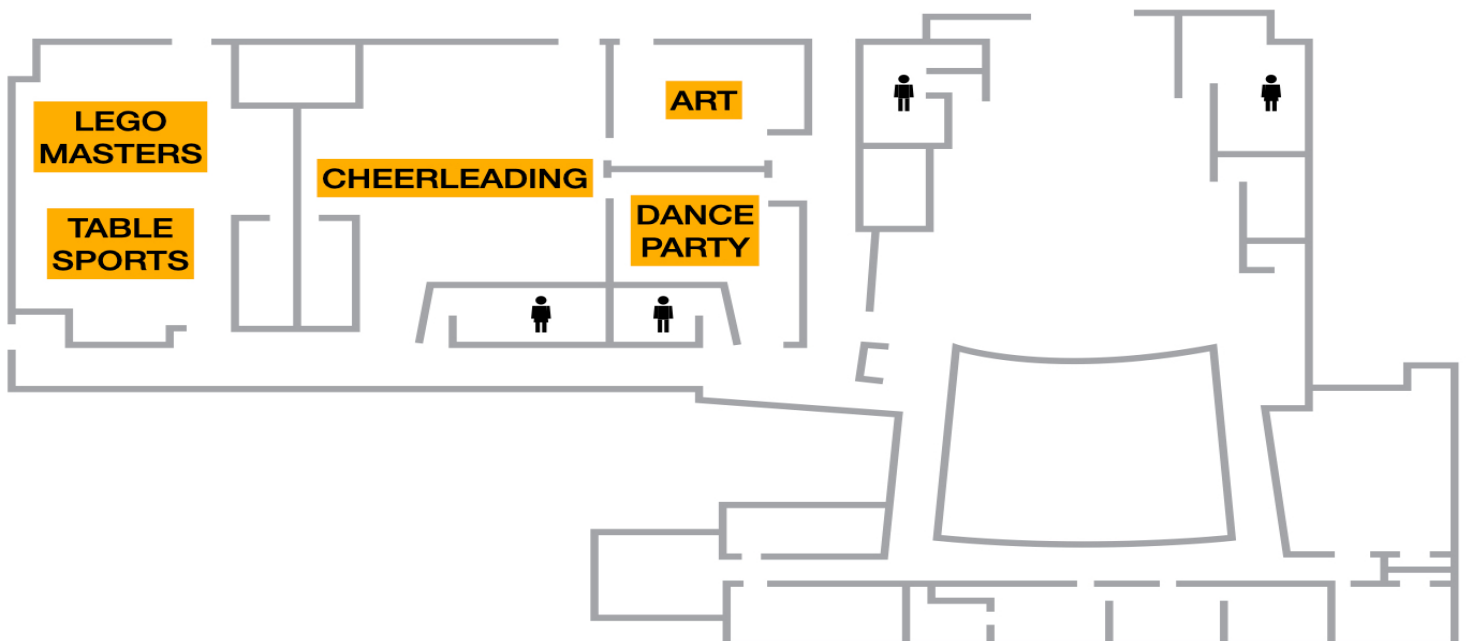 LEGO
MASTERS
TABLE
SPORTS
CHEERLEADING
ART
DANCE
PARTY